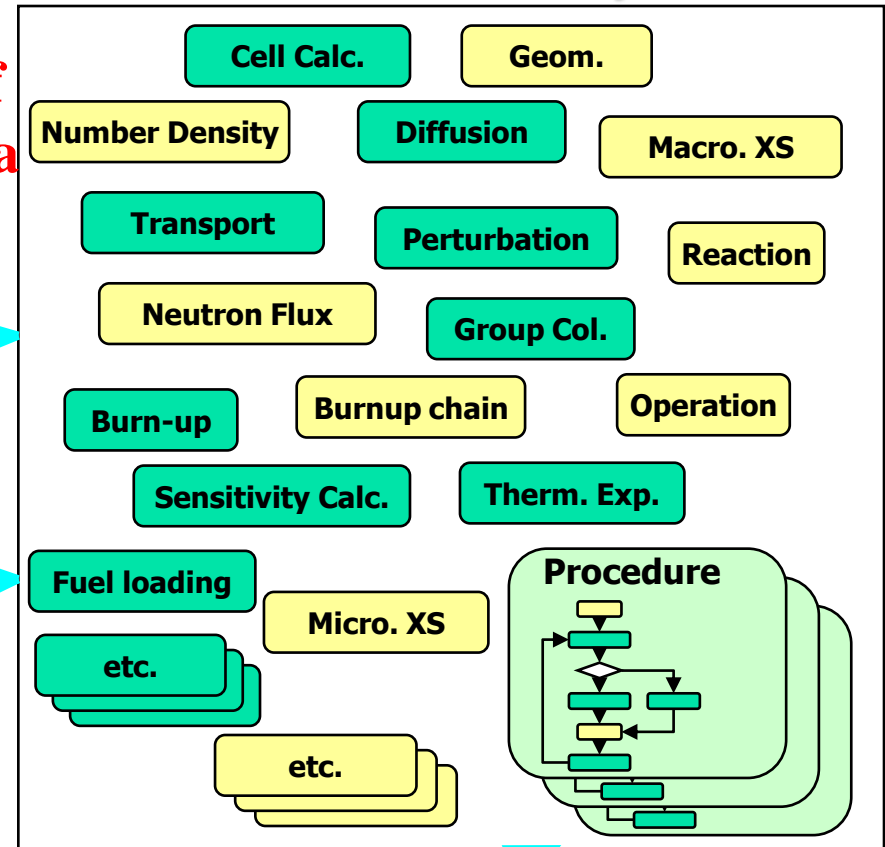 Cell Calc.
Geom.
Number Density
Diffusion
Macro. XS
Transport
Perturbation
Reaction
Neutron Flux
Group Col.
Burn-up
Burnup chain
Operation
Sensitivity Calc.
Therm. Exp.
Fuel loading
Micro. XS
Procedure
etc.
etc.